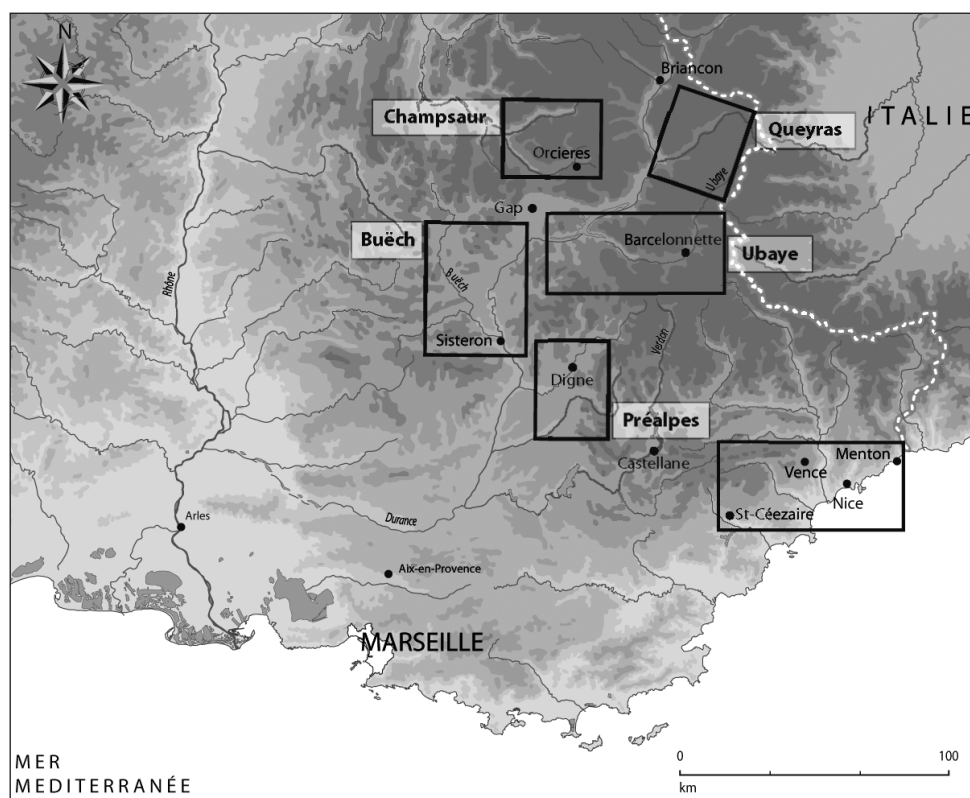 N
Briancon
ITALIE
Champsaur
Queyras
Orcieres
Ubaye
Gap
Buëch
Barcelonnette
Ubaye
Buëch
Rhône
Sisteron
Verdon
Digne
Préalpes
Castellane
Menton
Vence
Nice
St-Céezaire
Durance
Arles
Aix-en-Provence
MARSEILLE
MER
MEDITERRANÉE
0 100
km